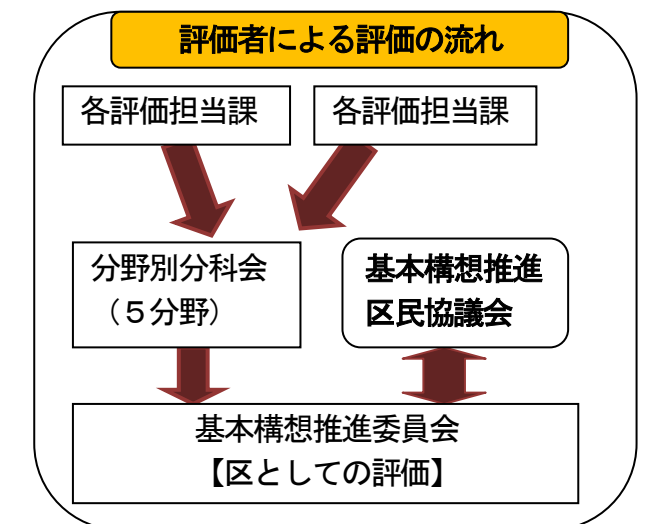 評価者による評価の流れ
各評価担当課
各評価担当課
分野別分科会
（５分野）
基本構想推進
区民協議会
基本構想推進委員会
【区としての評価】